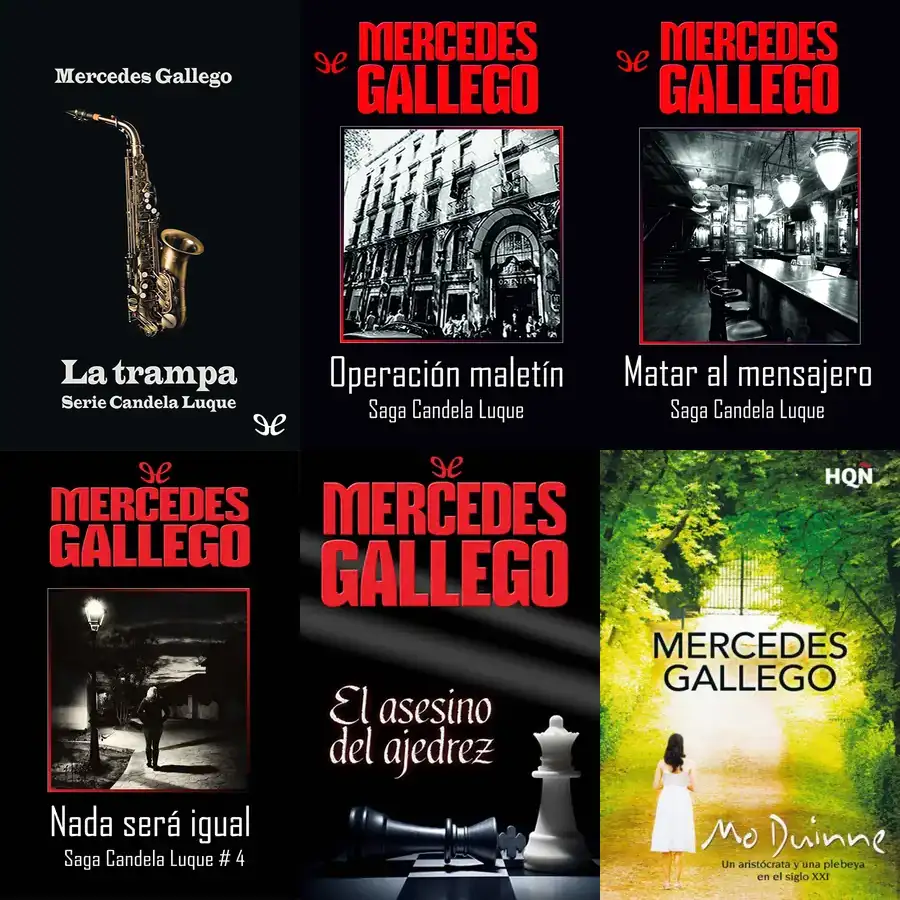 Mercedes Gallego
La trampa
Serie Candela Luque
MERCEDES
GALLEGO
Operación maletín
Saga Candela Luque
MERCEDES
GALLEGO
Matar al mensajero
Saga Candela Luque
MERCEDES
GALLEGO
Nada será igual
Saga Candela Luque # 4
MERCEDES
GALLEGO
El asesino
del ajedrez
HQN
MERCEDES
GALLEGO
Mo Duinne
Un aristócrata y una plebeya
en el siglo XXI